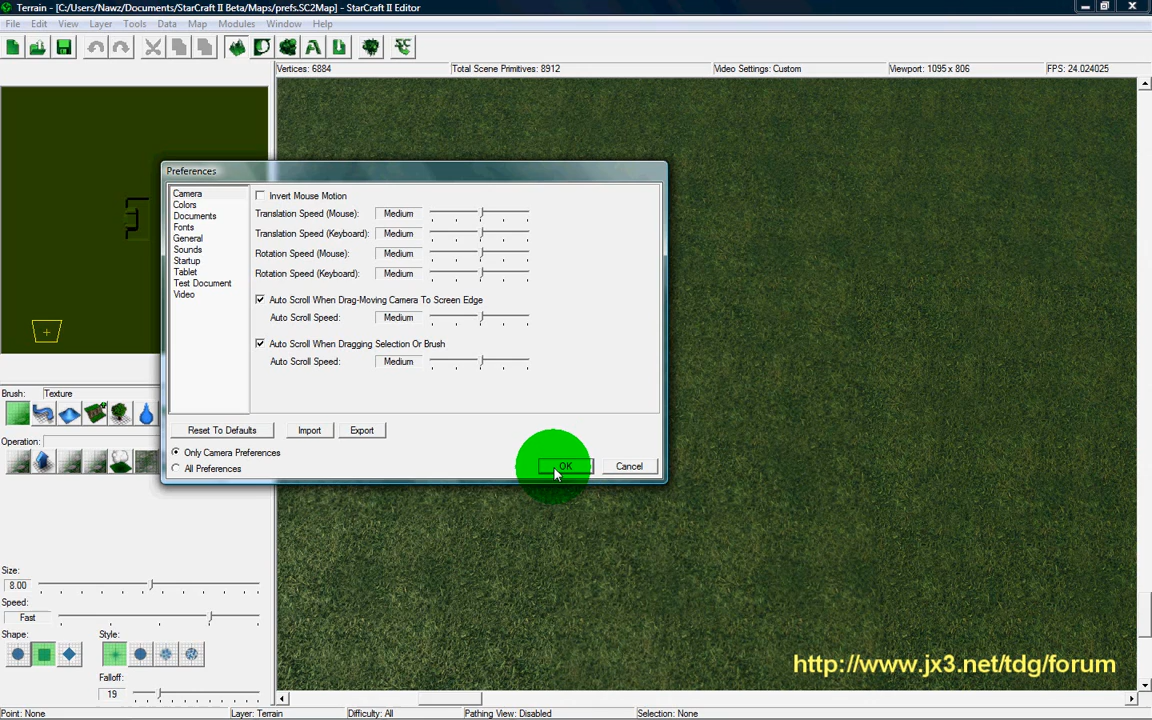 Terrain - [C:/Users/Nawz/Documents/StarCraft II Beta/Maps/prefs.SC2Map] - StarCraft II Editor
File Edit View Layer Tools Data Map Modules Window Help
Vertices: 6884 Total Scene Primitives: 8912 Video Settings: Custom Viewport: 1095 x 806 FPS: 24.024025
Preferences
Camera
Colors
Documents
Fonts
General
Sounds
Startup
Tablet
Test Document
Video
Invert Mouse Motion
Translation Speed (Mouse): Medium
Translation Speed (Keyboard): Medium
Rotation Speed (Mouse): Medium
Rotation Speed (Keyboard): Medium
Auto Scroll When Drag-Moving Camera To Screen Edge
Auto Scroll Speed: Medium
Auto Scroll When Dragging Selection Or Brush
Auto Scroll Speed: Medium
Reset To Defaults Import Export
Only Camera Preferences
All Preferences
OK Cancel
Brush: Texture
Operation:
Size:
8.00
Speed:
Fast
Shape: Style:
Falloff:
19
http://www.jx3.net/tdg/forum
Point: None Layer: Terrain Difficulty: All Pathing View: Disabled Selection: None